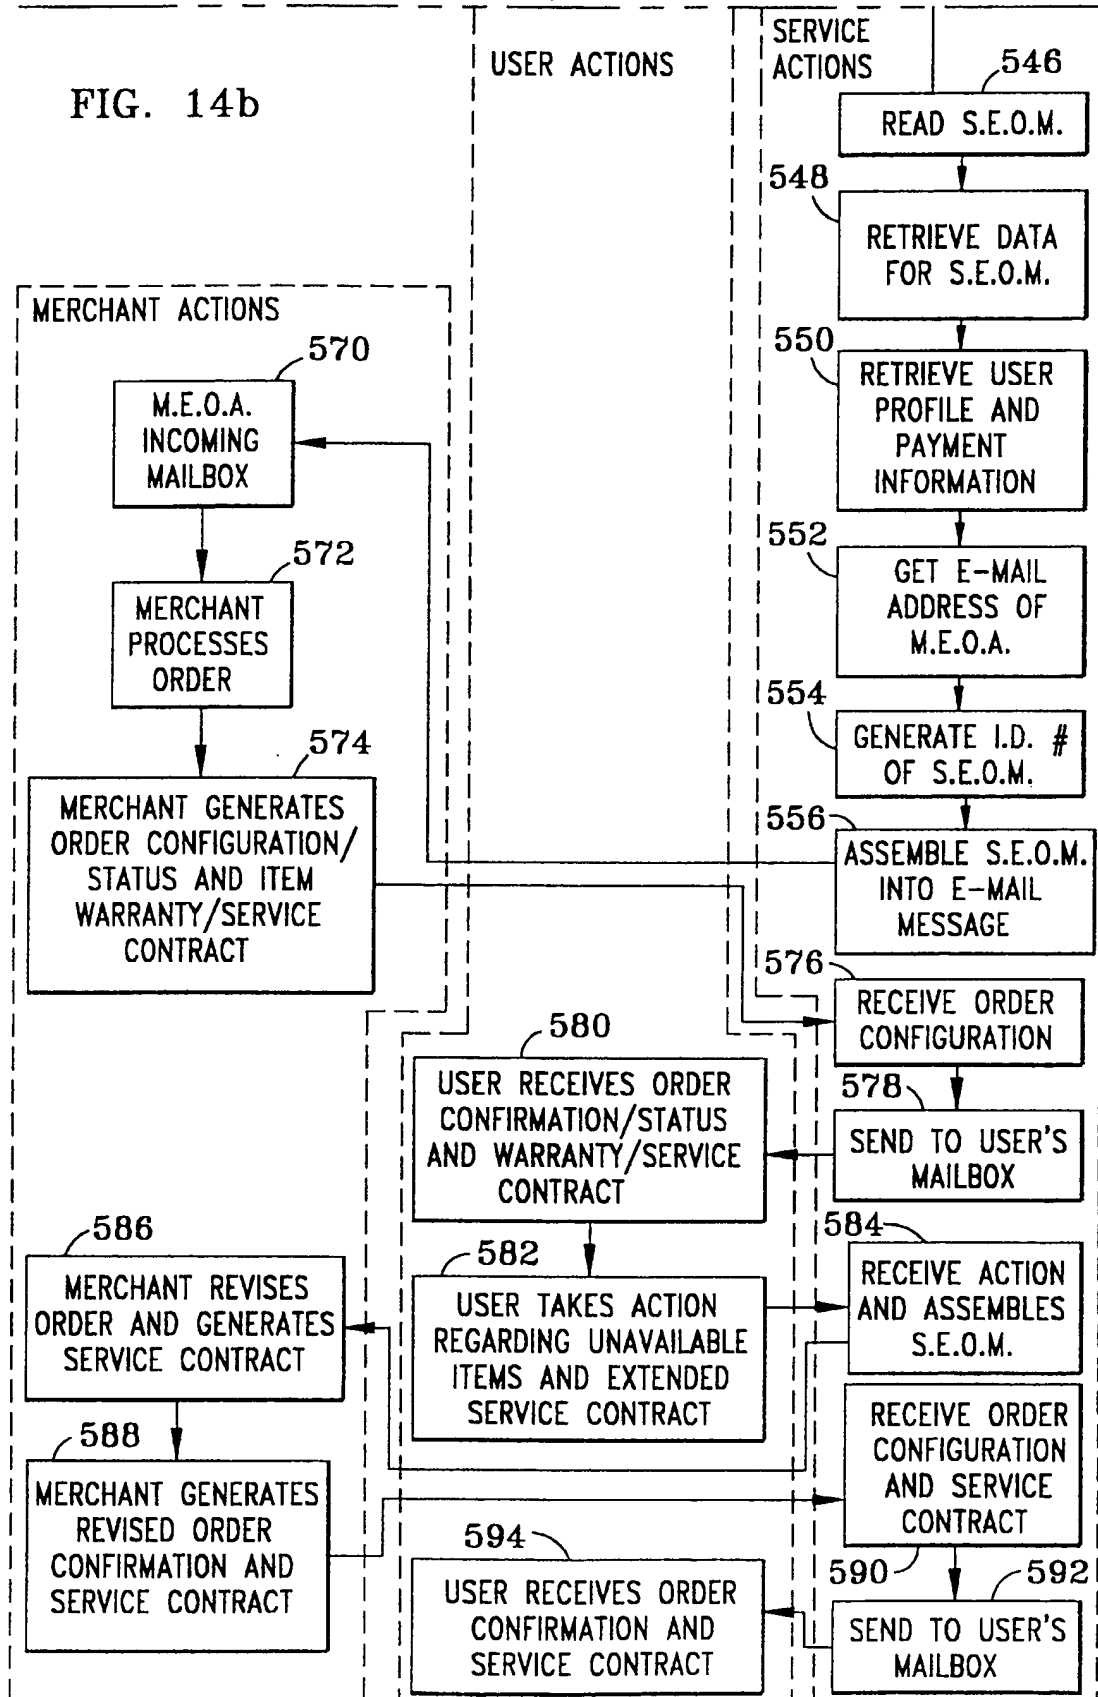 FIG. 14b
USER ACTIONS
SERVICE
ACTIONS
546
READ S.E.O.M.
548
RETRIEVE DATA
FOR S.E.O.M.
550
RETRIEVE USER
PROFILE AND
PAYMENT
INFORMATION
552
GET E-MAIL
ADDRESS OF
M.E.O.A.
554
GENERATE I.D. #
OF S.E.O.M.
556
ASSEMBLE S.E.O.M.
INTO E-MAIL
MESSAGE
MERCHANT ACTIONS
570
M.E.O.A.
INCOMING
MAILBOX
572
MERCHANT
PROCESSES
ORDER
574
MERCHANT GENERATES
ORDER CONFIGURATION/
STATUS AND ITEM
WARRANTY/SERVICE
CONTRACT
576
RECEIVE ORDER
CONFIGURATION
578
SEND TO USER'S
MAILBOX
580
USER RECEIVES ORDER
CONFIRMATION/STATUS
AND WARRANTY/SERVICE
CONTRACT
582
USER TAKES ACTION
REGARDING UNAVAILABLE
ITEMS AND EXTENDED
SERVICE CONTRACT
584
RECEIVE ACTION
AND ASSEMBLES
S.E.O.M.
586
MERCHANT REVISES
ORDER AND GENERATES
SERVICE CONTRACT
588
MERCHANT GENERATES
REVISED ORDER
CONFIRMATION AND
SERVICE CONTRACT
RECEIVE ORDER
CONFIGURATION
AND SERVICE
CONTRACT
590
592
SEND TO USER'S
MAILBOX
594
USER RECEIVES ORDER
CONFIRMATION AND
SERVICE CONTRACT